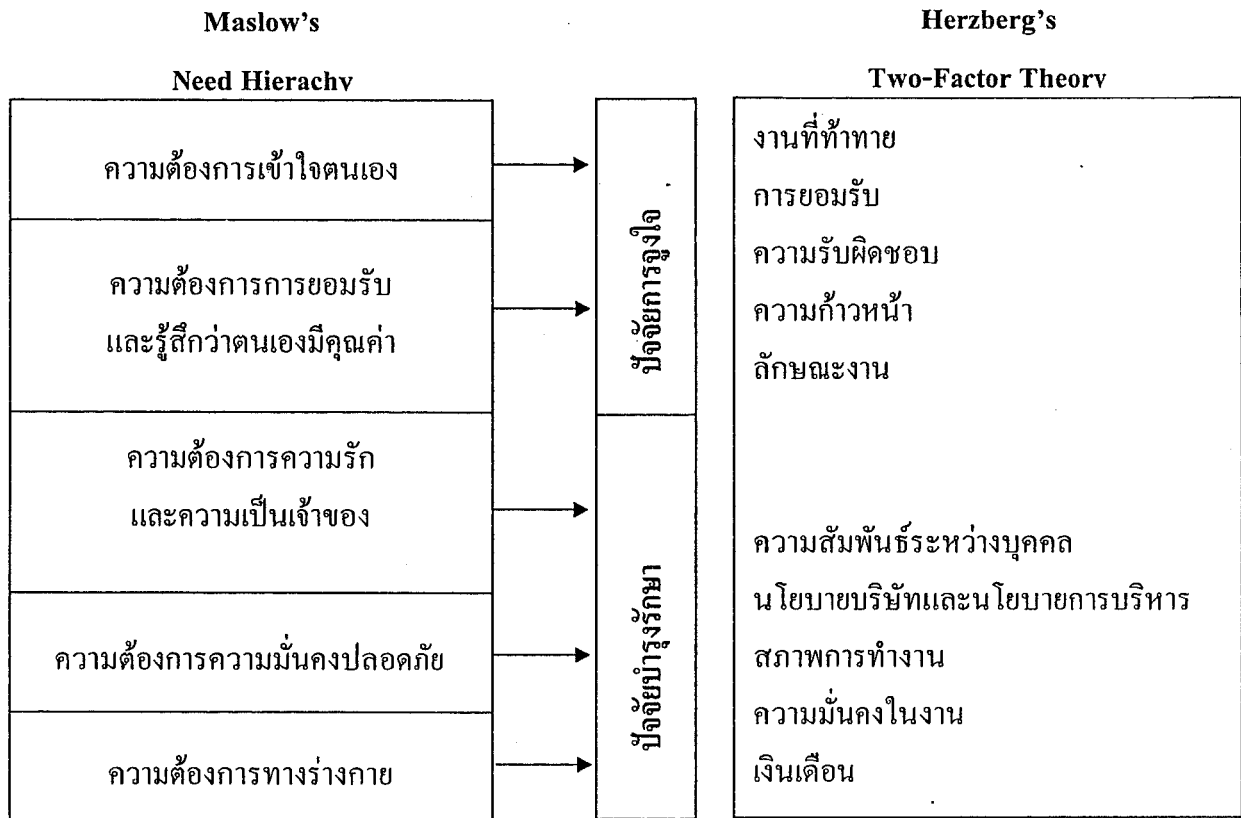 Maslow's
Need Hierachy
ความต้องการเข้าใจตนเอง
ความต้องการการยอมรับ
และรู้สึกว่าตนเองมีคุณค่า
ความต้องการความรัก
และความเป็นเจ้าของ
ความต้องการความมั่นคงปลอดภัย
ความต้องการทางร่างกาย
ปัจจัยการจูงใจ
ปัจจัยบำรุงรักษา
Herzberg's
Two-Factor Theory
งานที่ท้าทาย
การยอมรับ
ความรับผิดชอบ
ความก้าวหน้า
ลักษณะงาน
ความสัมพันธ์ระหว่างบุคคล
นโยบายบริษัทและนโยบายการบริหาร
สภาพการทำงาน
ความมั่นคงในงาน
เงินเดือน